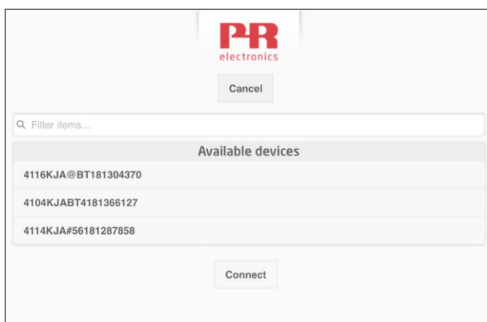 PR
electronics
Cancel
Filter items...
Available devices
4116KJA@BT181304370
4104KJABT4181366127
4114KJA#56181287858
Connect